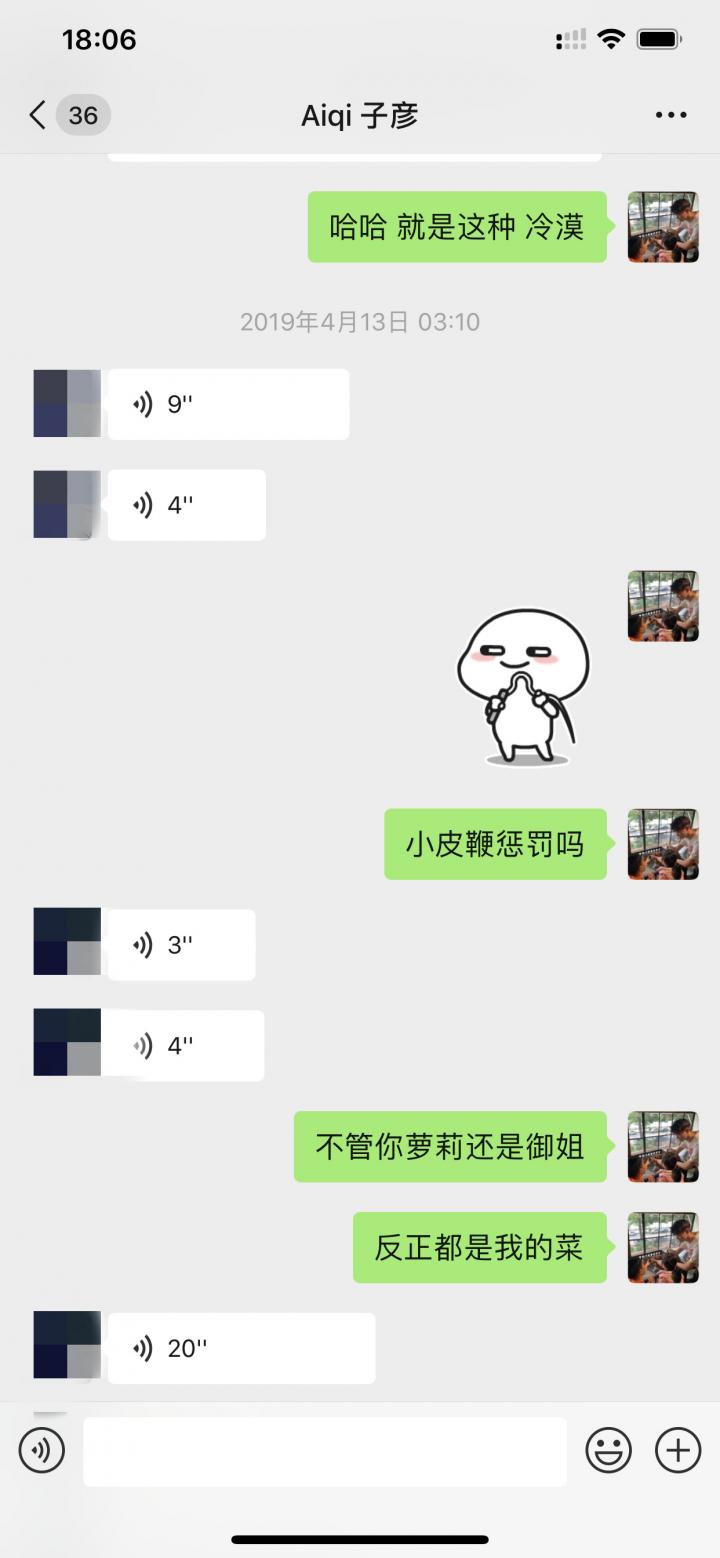 18:06
36
Aiqi 子彦
哈哈 就是这种 冷漠
2019年4月13日 03:10
9''
4''
小皮鞭惩罚吗
3''
4''
不管你萝莉还是御姐
反正都是我的菜
20''